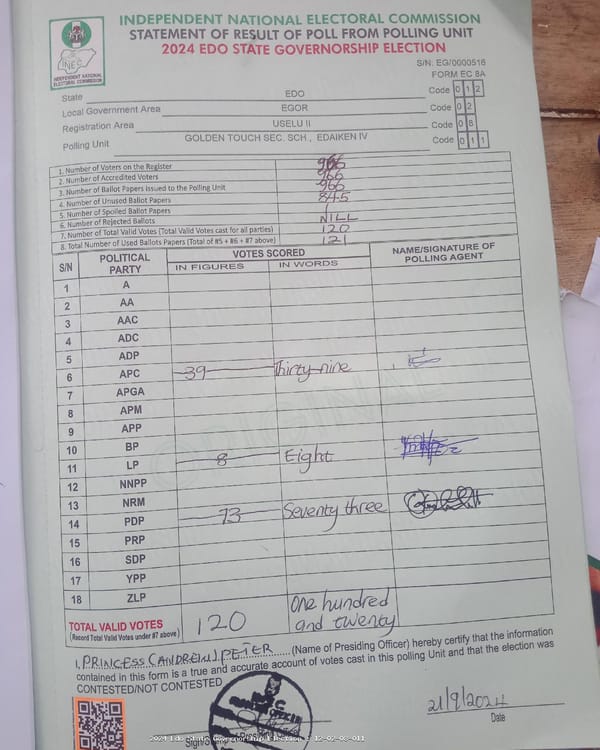 INDEPENDENT NATIONAL ELECTORAL COMMISSION
STATEMENT OF RESULT OF POLL FROM POLLING UNIT
2024 EDO STATE GOVERNORSHIP ELECTION
INEC
INDEPENDENT NATIONAL
ELECTORAL COMMISSION
S/N: EG/0000516
FORM EC 8A
State EDO Code 0 1 2
Local Government Area EGOR Code 0 2
Registration Area USELU II Code 0 8
Polling Unit GOLDEN TOUCH SEC. SCH., EDAIKEN IV Code 0 1 1
1. Number of Voters on the Register 966
2. Number of Accredited Voters
3. Number of Ballot Papers Issued to the Polling Unit 966
4. Number of Unused Ballot Papers 845
5. Number of Spoiled Ballot Papers 1
6. Number of Rejected Ballots NILL
7. Number of Total Valid Votes (Total Valid Votes cast for all parties) 120
8. Total Number of Used Ballots Papers (Total of #5 + #6 + #7 above) 121
S/N POLITICAL PARTY VOTES SCORED NAME/SIGNATURE OF POLLING AGENT
IN FIGURES IN WORDS
1 A
2 AA
3 AAC
4 ADC
5 ADP
6 APC 39 Thirty-nine
7 APGA
8 APM
9 APP
10 BP
11 LP 8 Eight
12 NNPP
13 NRM
14 PDP 73 Seventy three
15 PRP
16 SDP
17 YPP
18 ZLP
TOTAL VALID VOTES 120 One hundred and twenty
(Record Total Valid Votes under #7 above)
I, PRINCESS (ANDREW) PETER (Name of Presiding Officer) hereby certify that the information
contained in this form is a true and accurate account of votes cast in this polling Unit and that the election was
CONTESTED/NOT CONTESTED
21/9/2024
Date
2024 Edo State Governorship Election 12-02-08-011